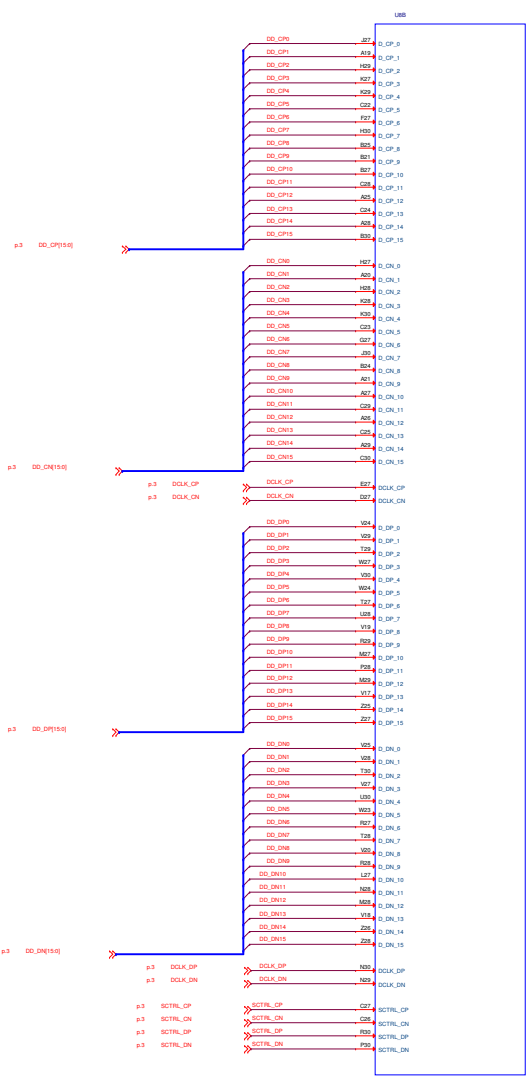 U8B
DD_CP0 J27 D_CP_0
DD_CP1 A19 D_CP_1
DD_CP2 H29 D_CP_2
DD_CP3 K27 D_CP_3
DD_CP4 K29 D_CP_4
DD_CP5 C22 D_CP_5
DD_CP6 F27 D_CP_6
DD_CP7 H30 D_CP_7
DD_CP8 B25 D_CP_8
DD_CP9 B21 D_CP_9
DD_CP10 B27 D_CP_10
DD_CP11 C28 D_CP_11
DD_CP12 A25 D_CP_12
DD_CP13 C24 D_CP_13
DD_CP14 A28 D_CP_14
DD_CP15 B30 D_CP_15
p.3 DD_CP[15:0]
DD_CN0 H27 D_CN_0
DD_CN1 A20 D_CN_1
DD_CN2 H28 D_CN_2
DD_CN3 K28 D_CN_3
DD_CN4 K30 D_CN_4
DD_CN5 C23 D_CN_5
DD_CN6 G27 D_CN_6
DD_CN7 J30 D_CN_7
DD_CN8 B24 D_CN_8
DD_CN9 A21 D_CN_9
DD_CN10 A27 D_CN_10
DD_CN11 C29 D_CN_11
DD_CN12 A26 D_CN_12
DD_CN13 C25 D_CN_13
DD_CN14 A29 D_CN_14
DD_CN15 C30 D_CN_15
p.3 DD_CN[15:0]
p.3 DCLK_CP DCLK_CP E27 DCLK_CP
p.3 DCLK_CN DCLK_CN D27 DCLK_CN
DD_DP0 V24 D_DP_0
DD_DP1 V29 D_DP_1
DD_DP2 T29 D_DP_2
DD_DP3 W27 D_DP_3
DD_DP4 V30 D_DP_4
DD_DP5 W24 D_DP_5
DD_DP6 T27 D_DP_6
DD_DP7 U28 D_DP_7
DD_DP8 V19 D_DP_8
DD_DP9 R29 D_DP_9
DD_DP10 M27 D_DP_10
DD_DP11 P28 D_DP_11
DD_DP12 M29 D_DP_12
DD_DP13 V17 D_DP_13
DD_DP14 Z25 D_DP_14
DD_DP15 Z27 D_DP_15
p.3 DD_DP[15:0]
DD_DN0 V25 D_DN_0
DD_DN1 V28 D_DN_1
DD_DN2 T30 D_DN_2
DD_DN3 V27 D_DN_3
DD_DN4 U30 D_DN_4
DD_DN5 W23 D_DN_5
DD_DN6 R27 D_DN_6
DD_DN7 T28 D_DN_7
DD_DN8 V20 D_DN_8
DD_DN9 R28 D_DN_9
DD_DN10 L27 D_DN_10
DD_DN11 N28 D_DN_11
DD_DN12 M28 D_DN_12
DD_DN13 V18 D_DN_13
DD_DN14 Z26 D_DN_14
DD_DN15 Z28 D_DN_15
p.3 DD_DN[15:0]
p.3 DCLK_DP DCLK_DP N30 DCLK_DP
p.3 DCLK_DN DCLK_DN N29 DCLK_DN
p.3 SCTRL_CP SCTRL_CP C27 SCTRL_CP
p.3 SCTRL_CN SCTRL_CN C26 SCTRL_CN
p.3 SCTRL_DP SCTRL_DP R30 SCTRL_DP
p.3 SCTRL_DN SCTRL_DN P30 SCTRL_DN